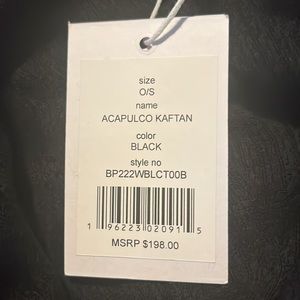 size
O/S
name
ACAPULCO KAFTAN
color
BLACK
style no
BP222WBLCT00B
1 96223 02091 5
MSRP $198.00